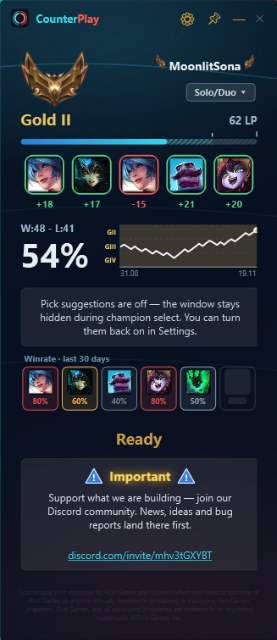 CounterPlay
MoonlitSona
Solo/Duo
Gold II
62 LP
+18 +17 -15 +21 +20
W:48 - L:41
54%
GII
GIII
GIV
31.08 19.11
Pick suggestions are off — the window stays
hidden during champion select. You can turn
them back on in Settings.
Winrate - last 30 days
80% 60% 40% 80% 50%
Ready
Important
Support what we are building — join our
Discord community. News, ideas and bug
reports land there first.
discord.com/invite/mhv3tGXYBT